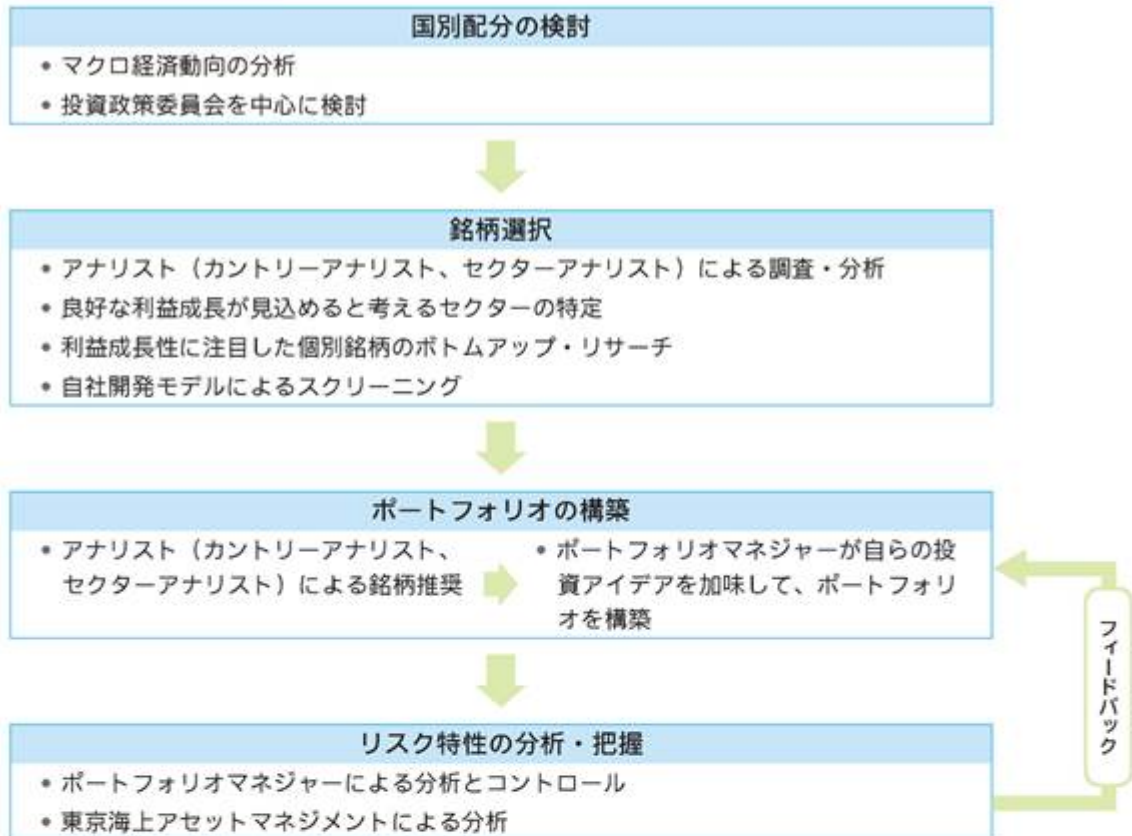 国別配分の検討
• マクロ経済動向の分析
• 投資政策委員会を中心に検討
銘柄選択
• アナリスト（カントリーアナリスト、セクターアナリスト）による調査・分析
• 良好な利益成長が見込めると考えるセクターの特定
• 利益成長性に注目した個別銘柄のボトムアップ・リサーチ
• 自社開発モデルによるスクリーニング
ポートフォリオの構築
• アナリスト（カントリーアナリスト、
セクターアナリスト）による銘柄推奨
• ポートフォリオマネジャーが自らの投
資アイデアを加味して、ポートフォリ
オを構築
フィードバック
リスク特性の分析・把握
• ポートフォリオマネジャーによる分析とコントロール
• 東京海上アセットマネジメントによる分析